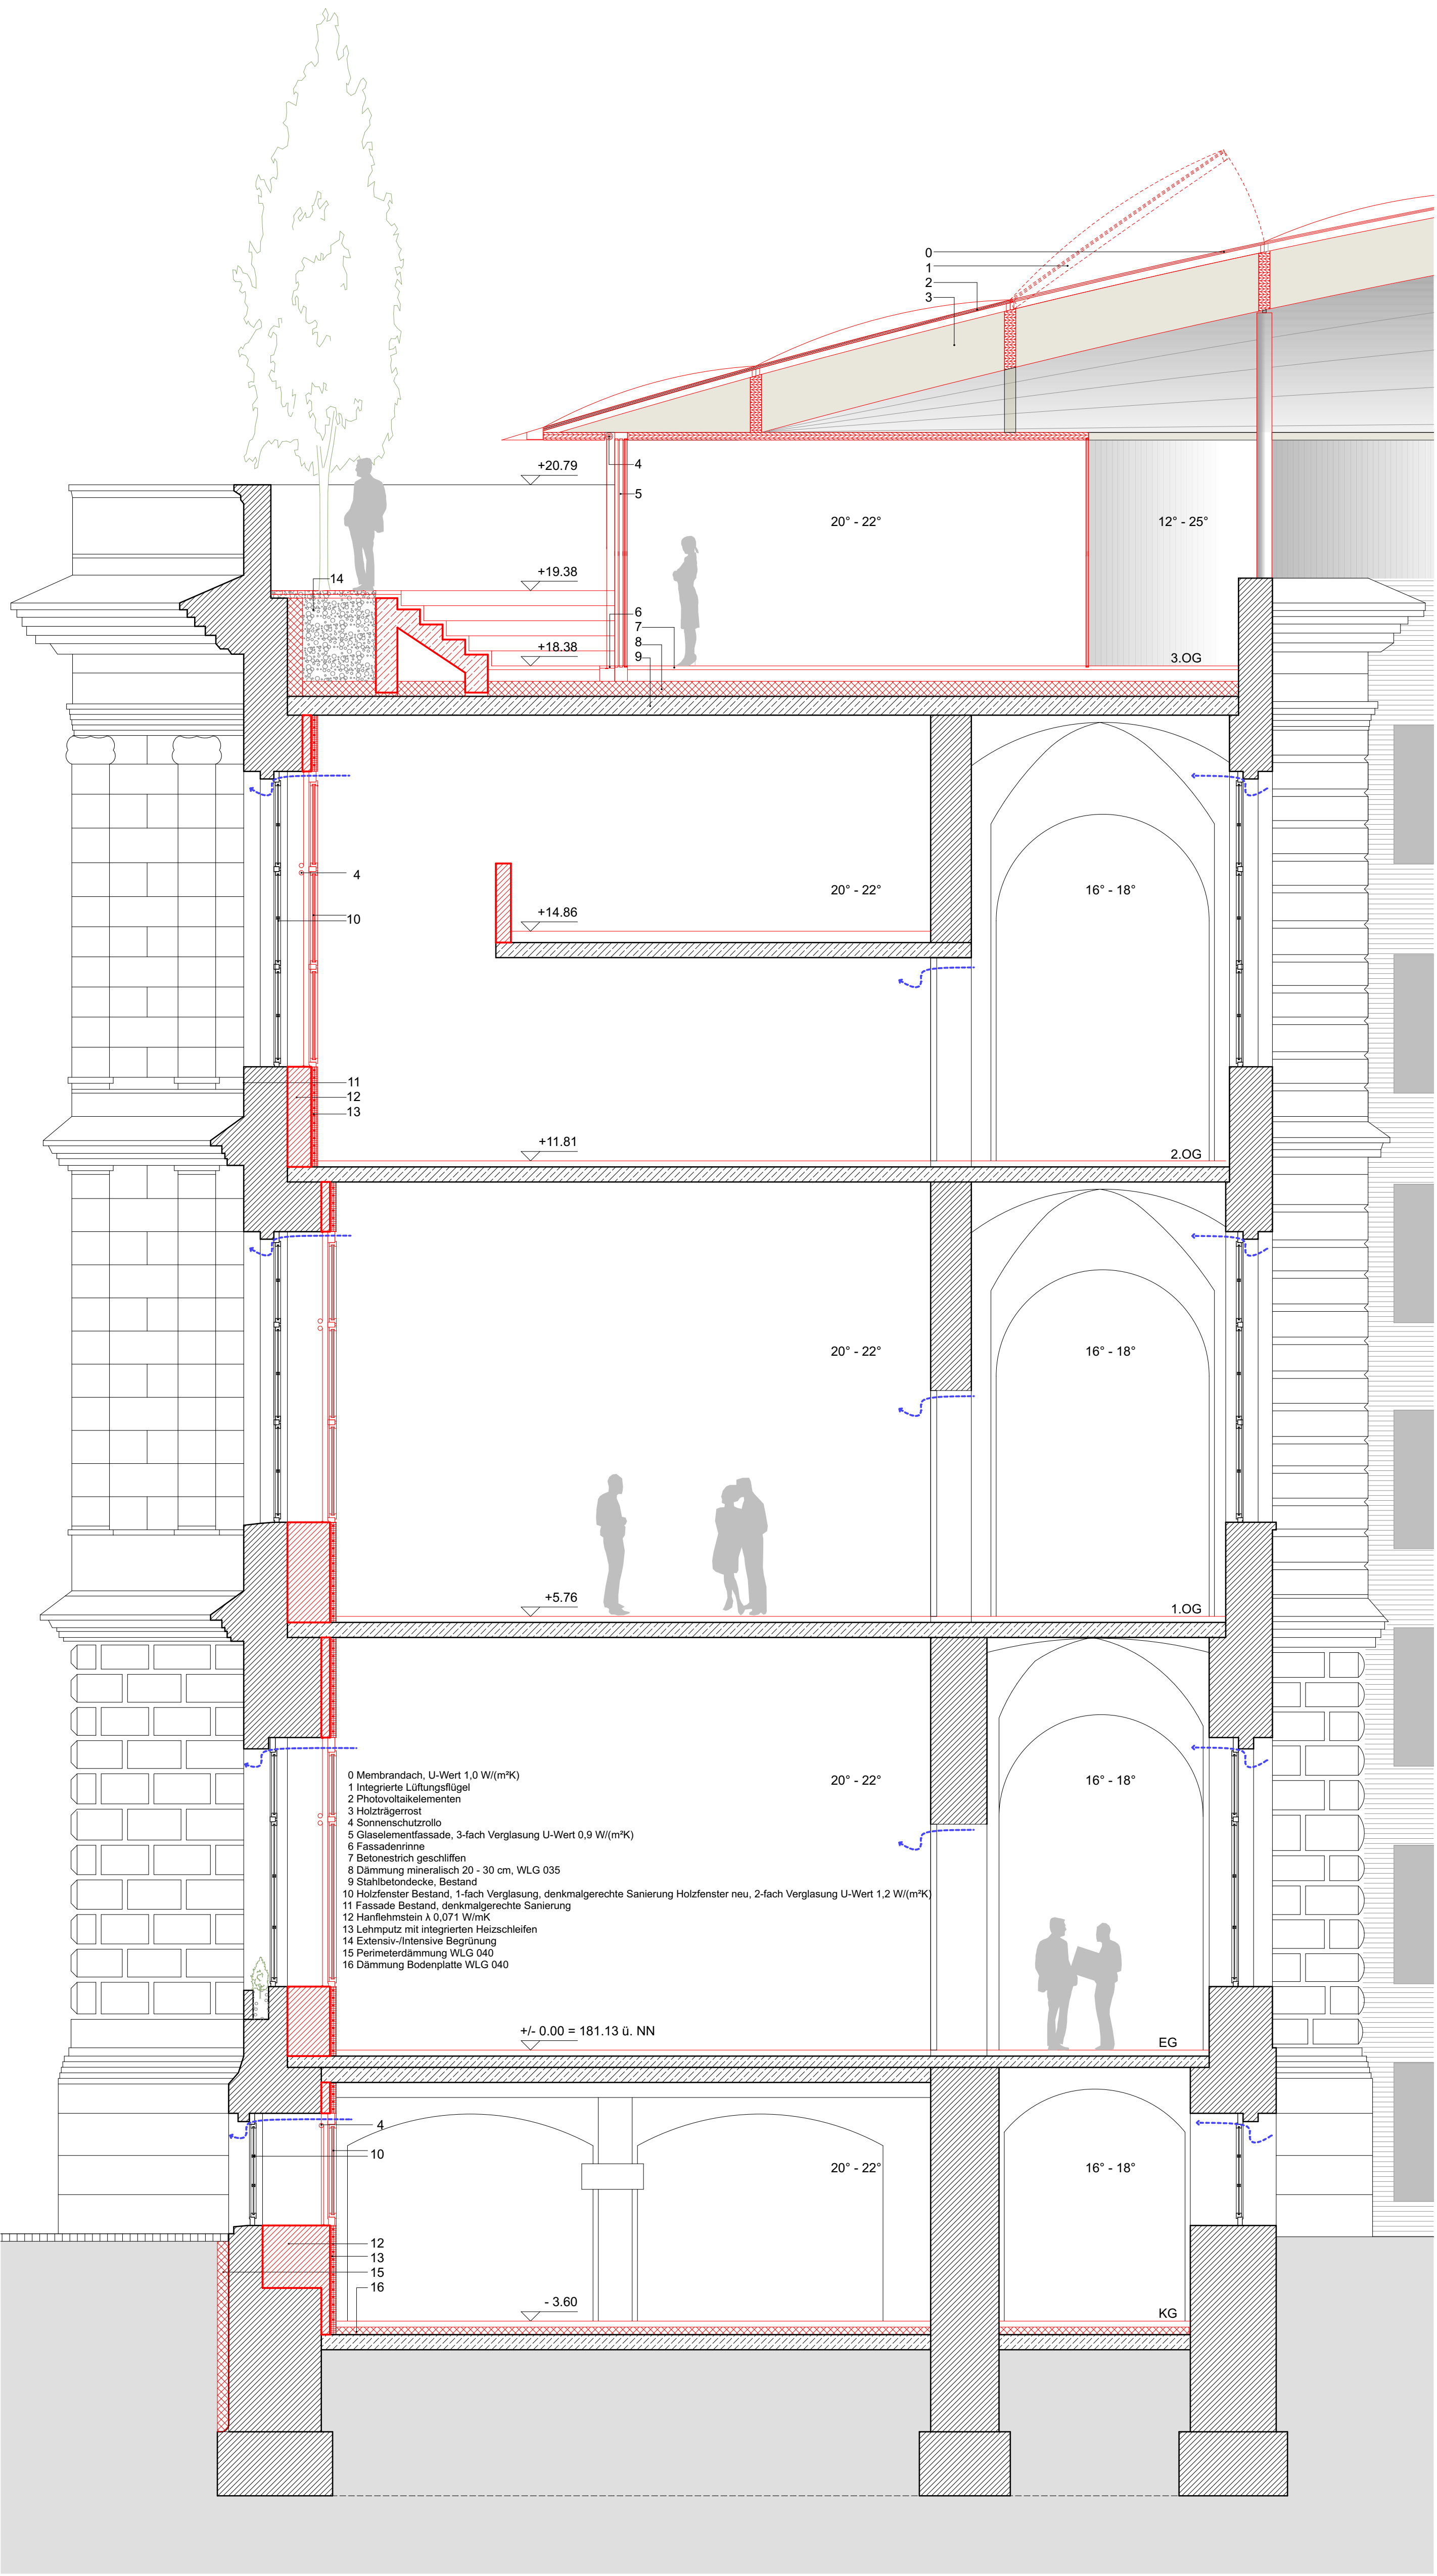 0
1
2
3
+20.79
4
5
20° - 22°
12° - 25°
+19.38
14
6
7
8
9
+18.38
3.OG
4
10
20° - 22°
16° - 18°
+14.86
11
12
13
+11.81
2.OG
20° - 22°
16° - 18°
+5.76
1.OG
0 Membrandach, U-Wert 1,0 W/(m²K)
1 Integrierte Lüftungsflügel
2 Photovoltaikelementen
3 Holzträgerrost
4 Sonnenschutzrollo
5 Glaselementfassade, 3-fach Verglasung U-Wert 0,9 W/(m²K)
6 Fassadenrinne
7 Betonestrich geschliffen
8 Dämmung mineralisch 20 - 30 cm, WLG 035
9 Stahlbetondecke, Bestand
10 Holzfenster Bestand, 1-fach Verglasung, denkmalgerechte Sanierung Holzfenster neu, 2-fach Verglasung U-Wert 1,2 W/(m²K)
11 Fassade Bestand, denkmalgerechte Sanierung
12 Hanflehmstein λ 0,071 W/mK
13 Lehmputz mit integrierten Heizschleifen
14 Extensiv-/Intensive Begrünung
15 Perimeterdämmung WLG 040
16 Dämmung Bodenplatte WLG 040
20° - 22°
16° - 18°
+/- 0.00 = 181.13 ü. NN
EG
4
10
20° - 22°
16° - 18°
12
13
15
16
- 3.60
KG